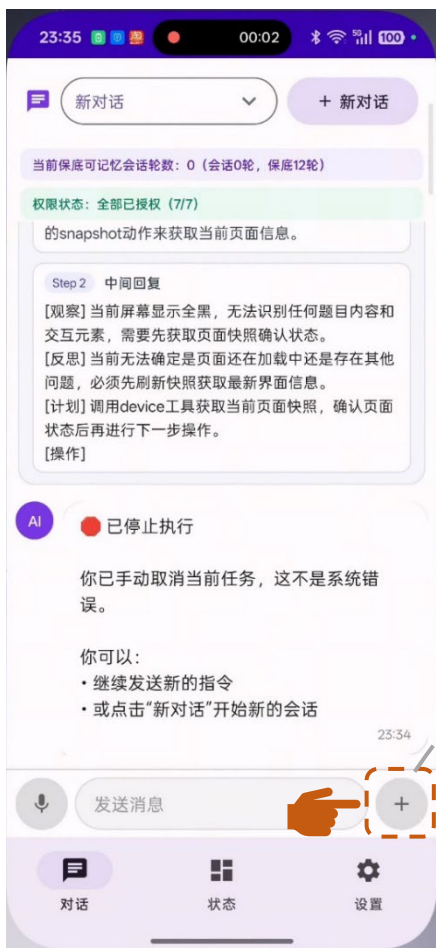 23:35
00:02
5G
100
新对话
+ 新对话
当前保底可记忆会话轮数：0（会话0轮，保底12轮）
权限状态：全部已授权（7/7）
的snapshot动作来获取当前页面信息。
Step 2 中间回复
[观察] 当前屏幕显示全黑，无法识别任何题目内容和
交互元素，需要先获取页面快照确认状态。
[反思] 当前无法确定是页面还在加载中还是存在其他
问题，必须先刷新快照获取最新界面信息。
[计划] 调用device工具获取当前页面快照，确认页面
状态后再进行下一步操作。
[操作]
AI
已停止执行
你已手动取消当前任务，这不是系统错
误。
你可以：
• 继续发送新的指令
• 或点击“新对话”开始新的会话
23:34
发送消息
+
对话
状态
设置